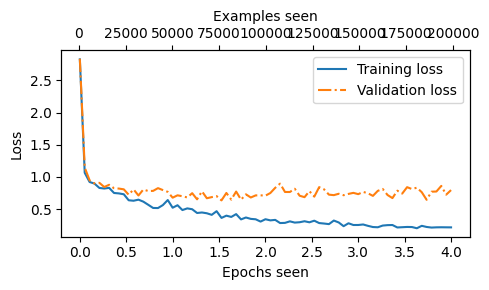 Examples seen
0 25000 50000 75000 100000 125000 150000 175000 200000
Training loss
Validation loss
Loss
2.5
2.0
1.5
1.0
0.5
0.0 0.5 1.0 1.5 2.0 2.5 3.0 3.5 4.0
Epochs seen